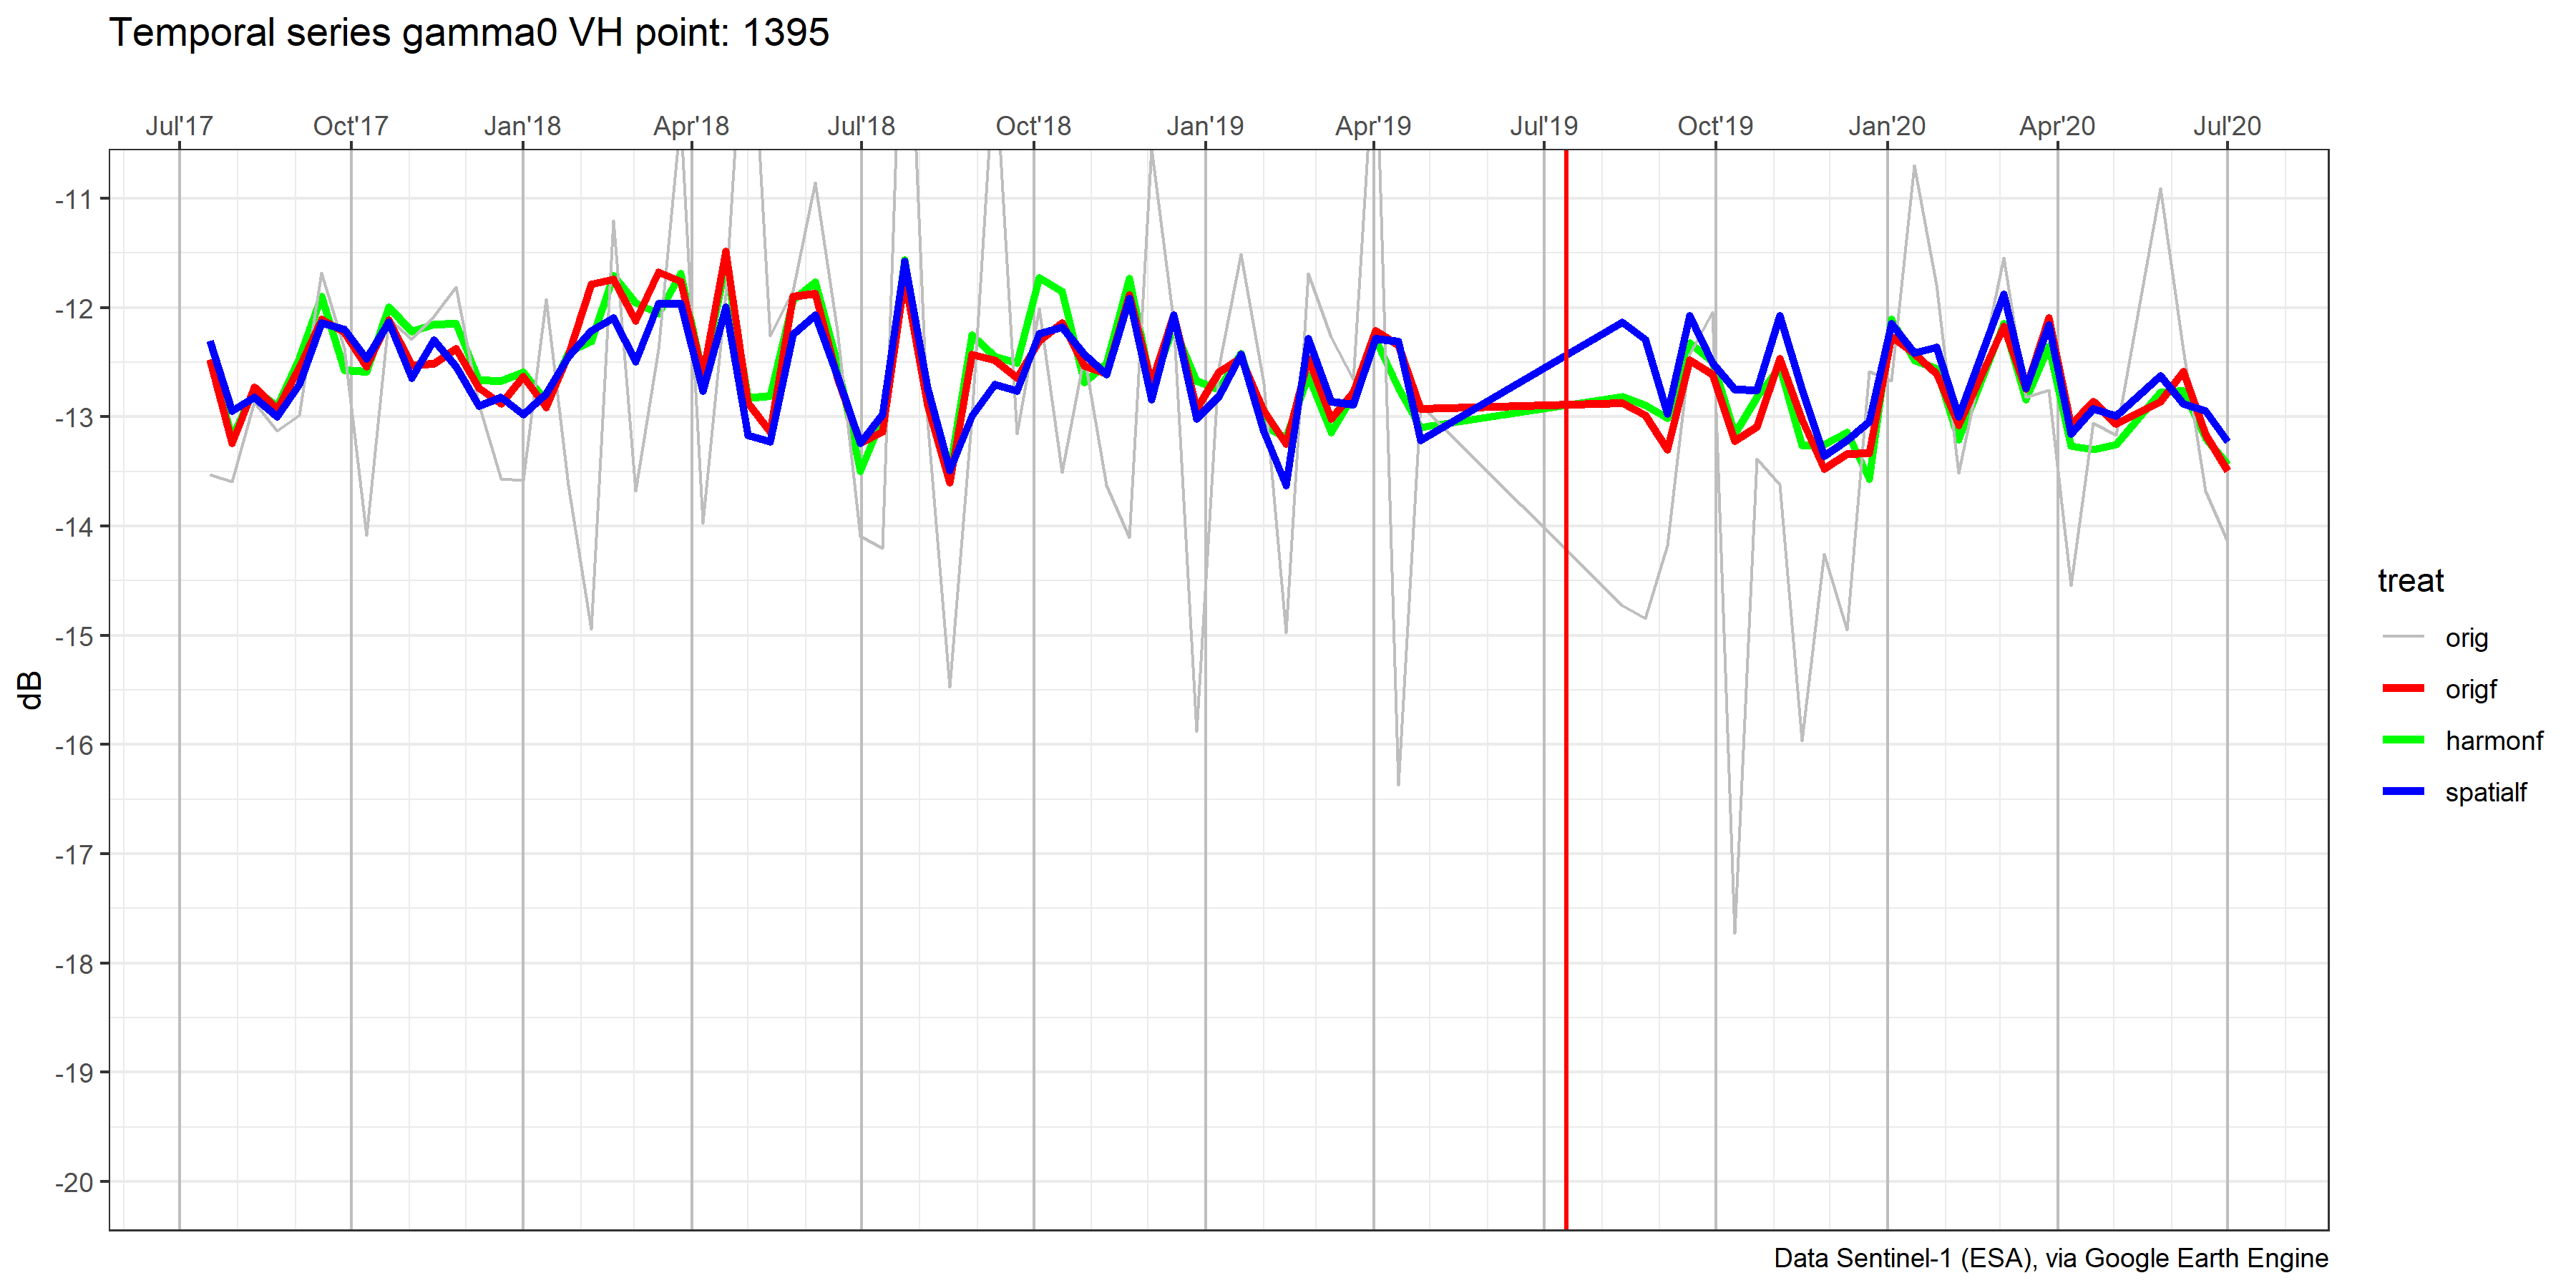 Temporal series gamma0 VH point: 1395
Jul'17 Oct'17 Jan'18 Apr'18 Jul'18 Oct'18 Jan'19 Apr'19 Jul'19 Oct'19 Jan'20 Apr'20 Jul'20
-11
-12
-13
-14
-15
-16
-17
-18
-19
-20
dB
treat
orig
origf
harmonf
spatialf
Data Sentinel-1 (ESA), via Google Earth Engine